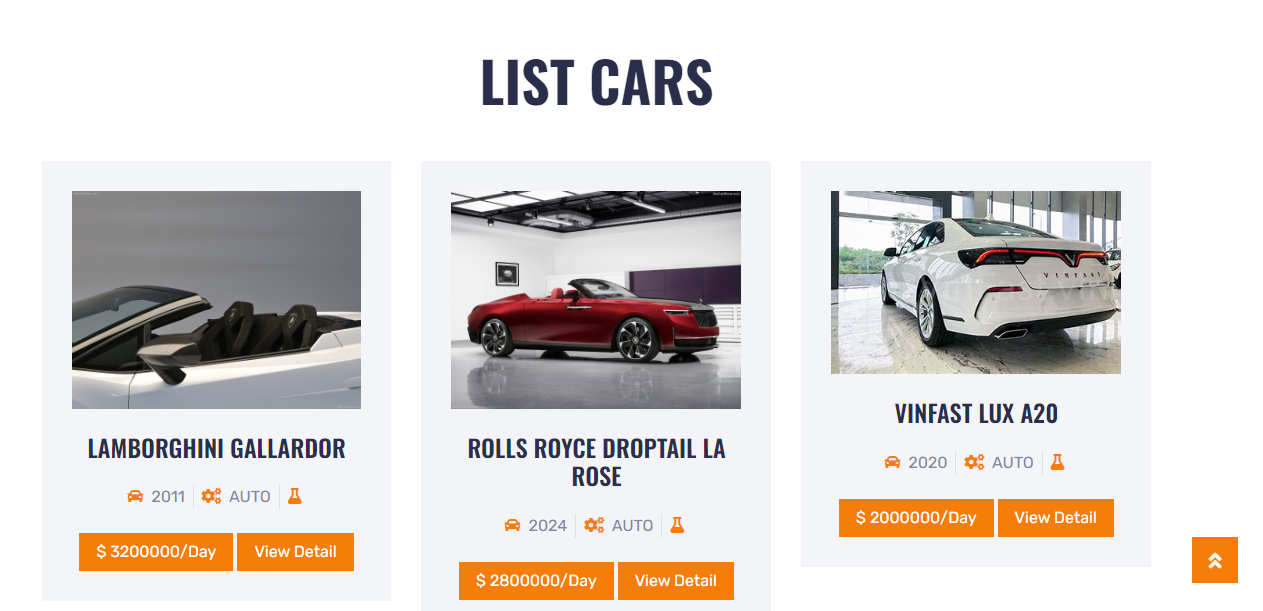 LIST CARS
LAMBORGHINI GALLARDOR
2011 AUTO
$ 3200000/Day View Detail
ROLLS ROYCE DROPTAIL LA
ROSE
2024 AUTO
$ 2800000/Day View Detail
VINFAST
VINFAST LUX A20
2020 AUTO
$ 2000000/Day View Detail